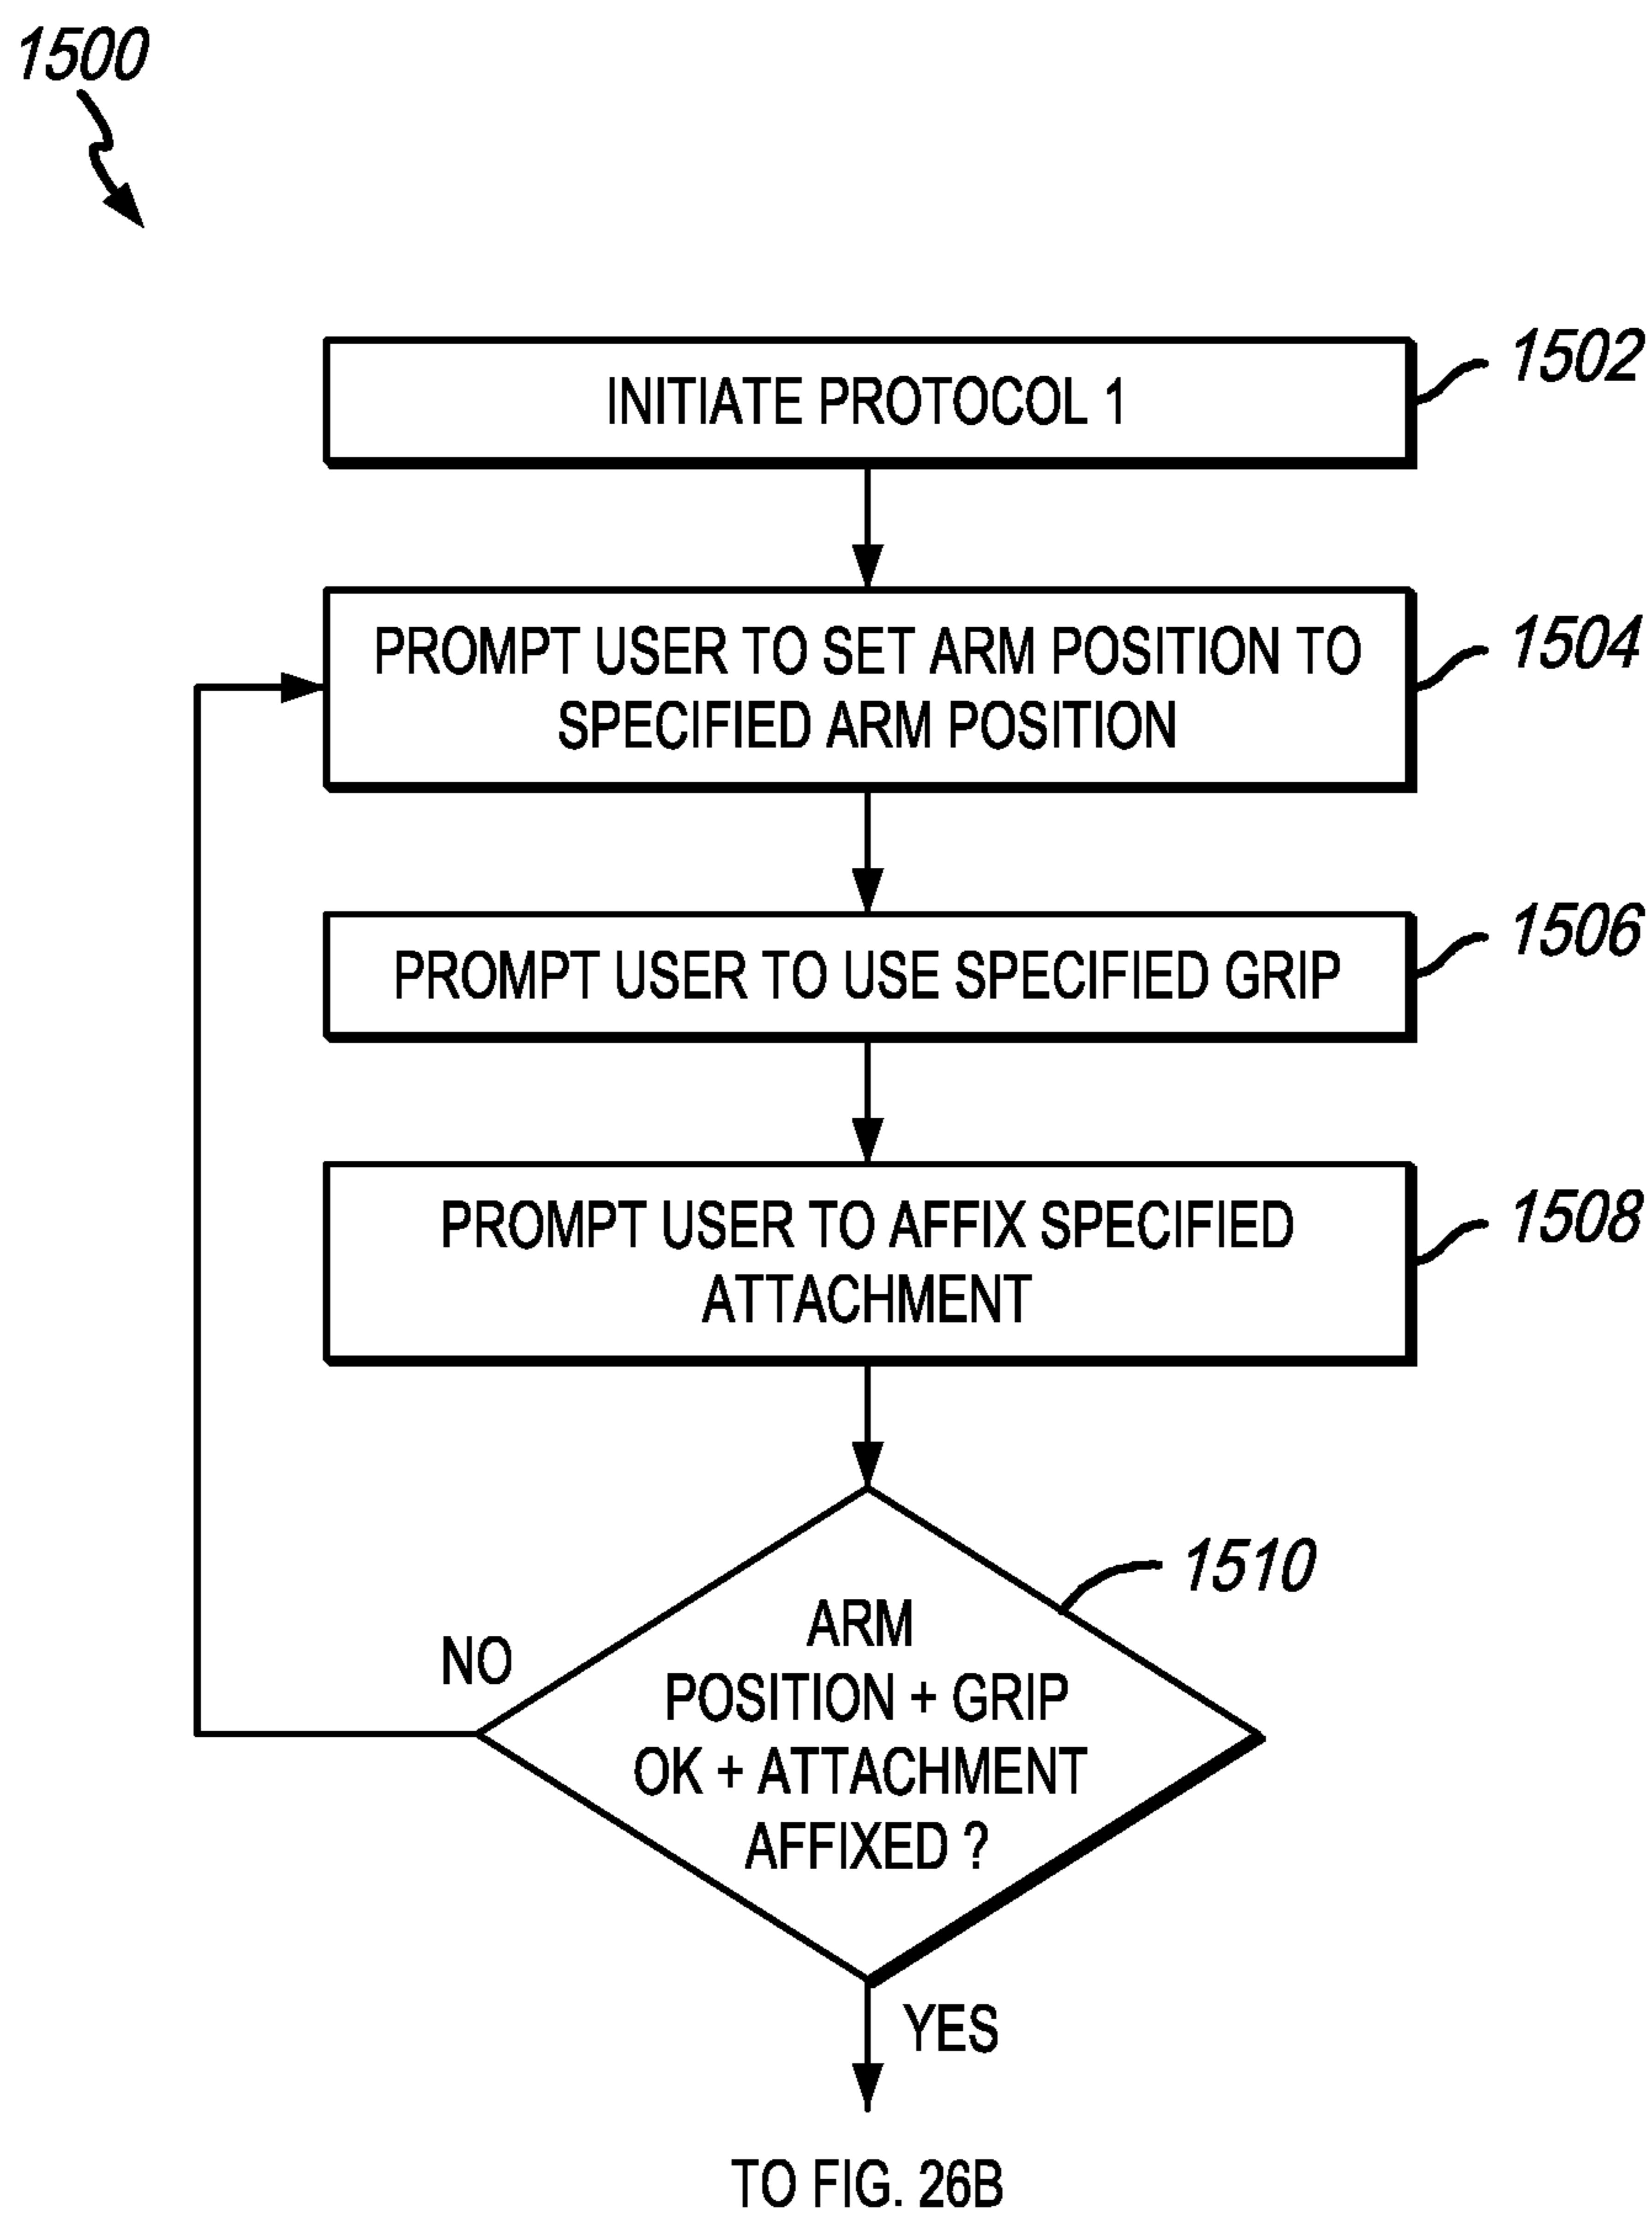 1500
INITIATE PROTOCOL 1
1502
PROMPT USER TO SET ARM POSITION TO
SPECIFIED ARM POSITION
1504
PROMPT USER TO USE SPECIFIED GRIP
1506
PROMPT USER TO AFFIX SPECIFIED
ATTACHMENT
1508
1510
ARM
POSITION + GRIP
OK + ATTACHMENT
AFFIXED ?
NO
YES
TO FIG. 26B